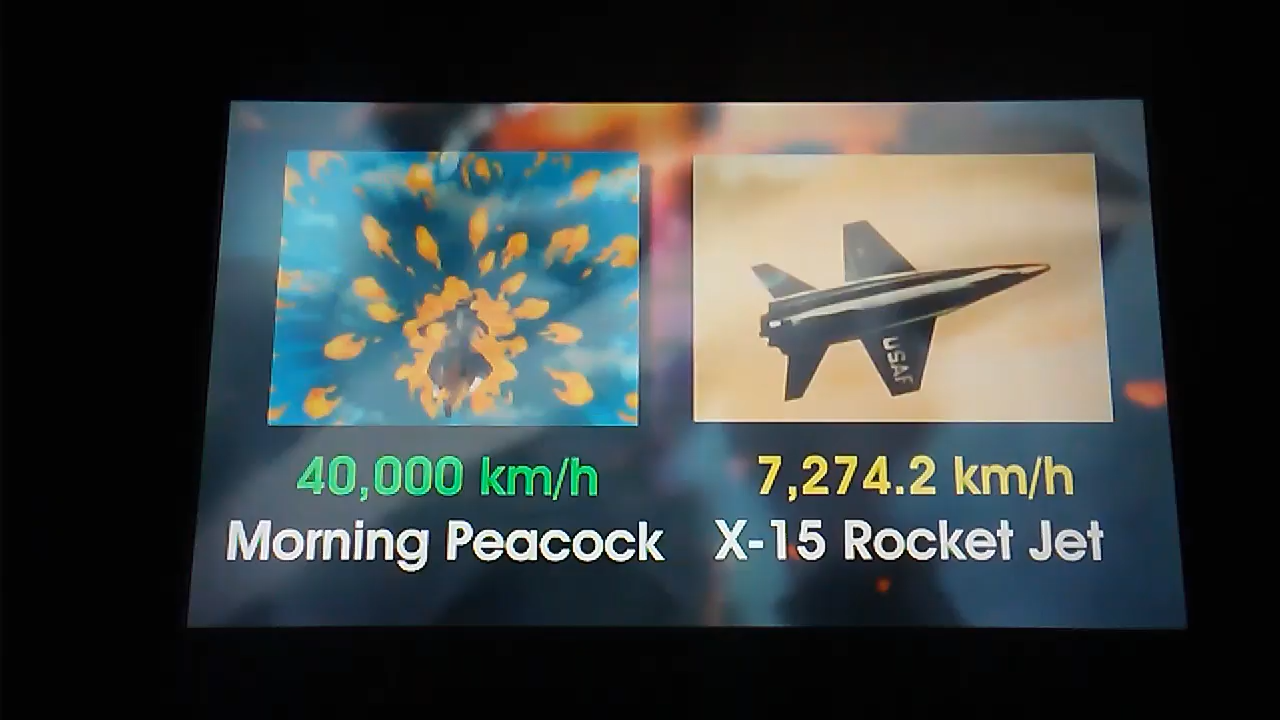 USAF
40,000 km/h
7,274.2 km/h
Morning Peacock
X-15 Rocket Jet